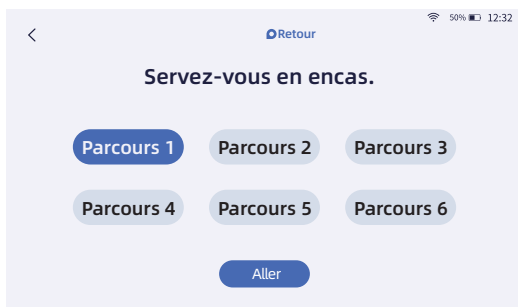 50% 12:32
Retour
Servez-vous en encas.
Parcours 1 Parcours 2 Parcours 3
Parcours 4 Parcours 5 Parcours 6
Aller